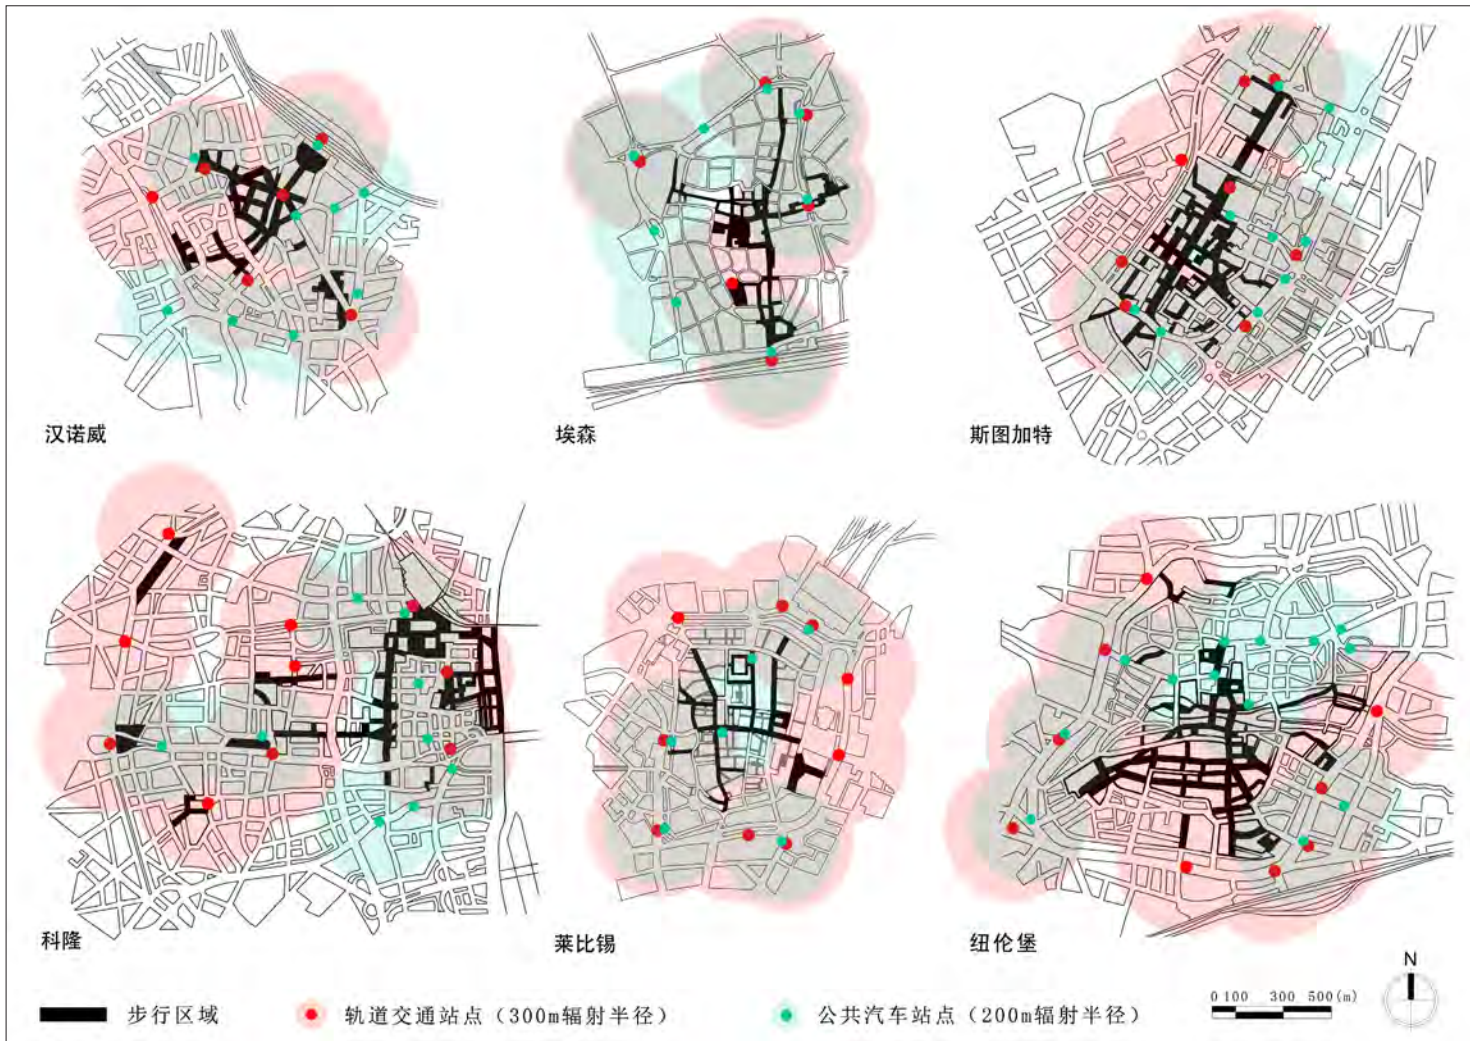 汉诺威
埃森
斯图加特
科隆
莱比锡
纽伦堡
N
步行区域
轨道交通站点（300m辐射半径）
公共汽车站点（200m辐射半径）
0 100 300 500(m)